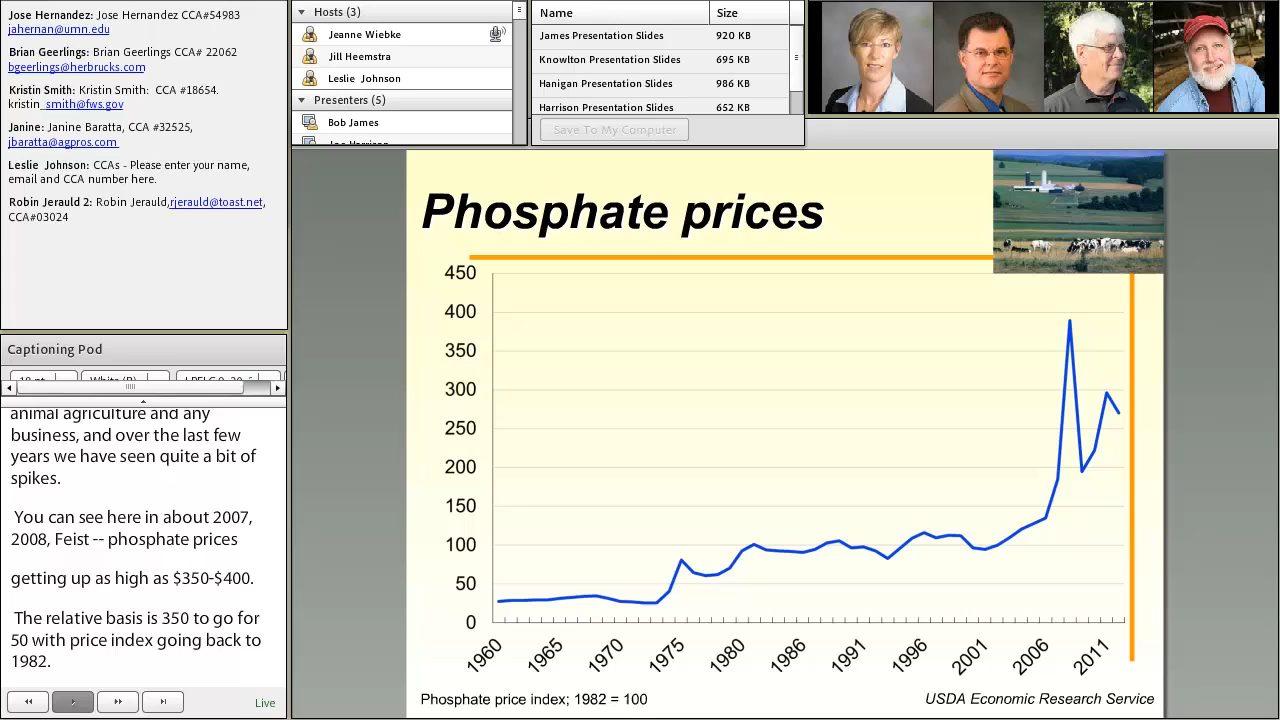 Jose Hernandez: Jose Hernandez CCA#54983
jahernan@umn.edu
Brian Geerlings: Brian Geerlings CCA# 22062
bgeerlings@herbrucks.com
Kristin Smith: Kristin Smith: CCA #18654.
kristin_smith@fws.gov
Janine: Janine Baratta, CCA #32525,
jbaratta@agpros.com
Leslie Johnson: CCAs - Please enter your name,
email and CCA number here.
Robin Jerauld 2: Robin Jerauld,rjerauld@toast.net,
CCA#03024
Hosts (3)
Jeanne Wiebke
Jill Heemstra
Leslie Johnson
Presenters (5)
Bob James
Joe Harrison
Name Size
James Presentation Slides 920 KB
Knowlton Presentation Slides 695 KB
Hanigan Presentation Slides 986 KB
Harrison Presentation Slides 652 KB
Save To My Computer
Captioning Pod
animal agriculture and any
business, and over the last few
years we have seen quite a bit of
spikes.
You can see here in about 2007,
2008, Feist -- phosphate prices
getting up as high as $350-$400.
The relative basis is 350 to go for
50 with price index going back to
1982.
Live
Phosphate prices
450
400
350
300
250
200
150
100
50
0
1960 1965 1970 1975 1980 1986 1991 1996 2001 2006 2011
Phosphate price index; 1982 = 100
USDA Economic Research Service